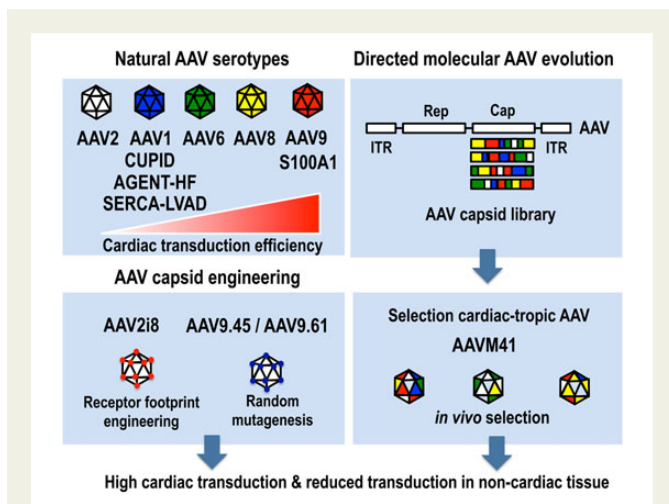 Natural AAV serotypes
AAV2 AAV1 AAV6 AAV8 AAV9
CUPID S100A1
AGENT-HF
SERCA-LVAD
Cardiac transduction efficiency
Directed molecular AAV evolution
Rep Cap
AAV
ITR ITR
AAV capsid library
AAV capsid engineering
AAV2i8 AAV9.45 / AAV9.61
Receptor footprint Random
engineering mutagenesis
Selection cardiac-tropic AAV
AAVM41
in vivo selection
High cardiac transduction & reduced transduction in non-cardiac tissue